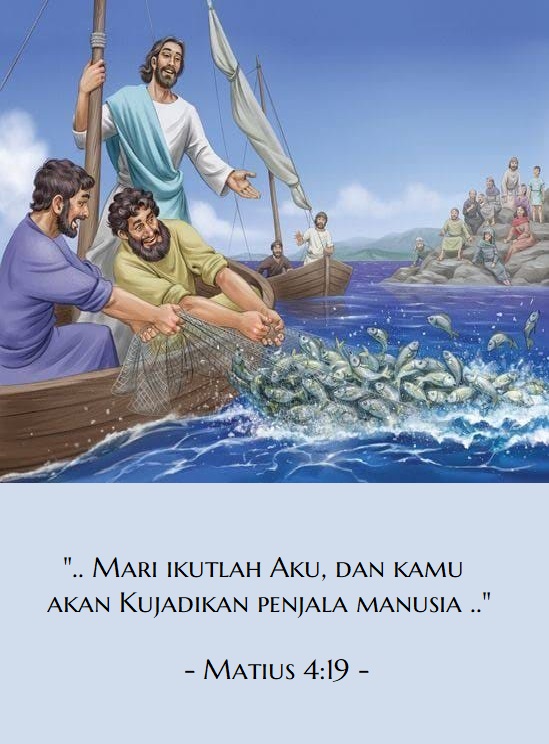 ".. Mari ikutlah Aku, dan kamu
akan Kujadikan penjala manusia .."
- Matius 4:19 -